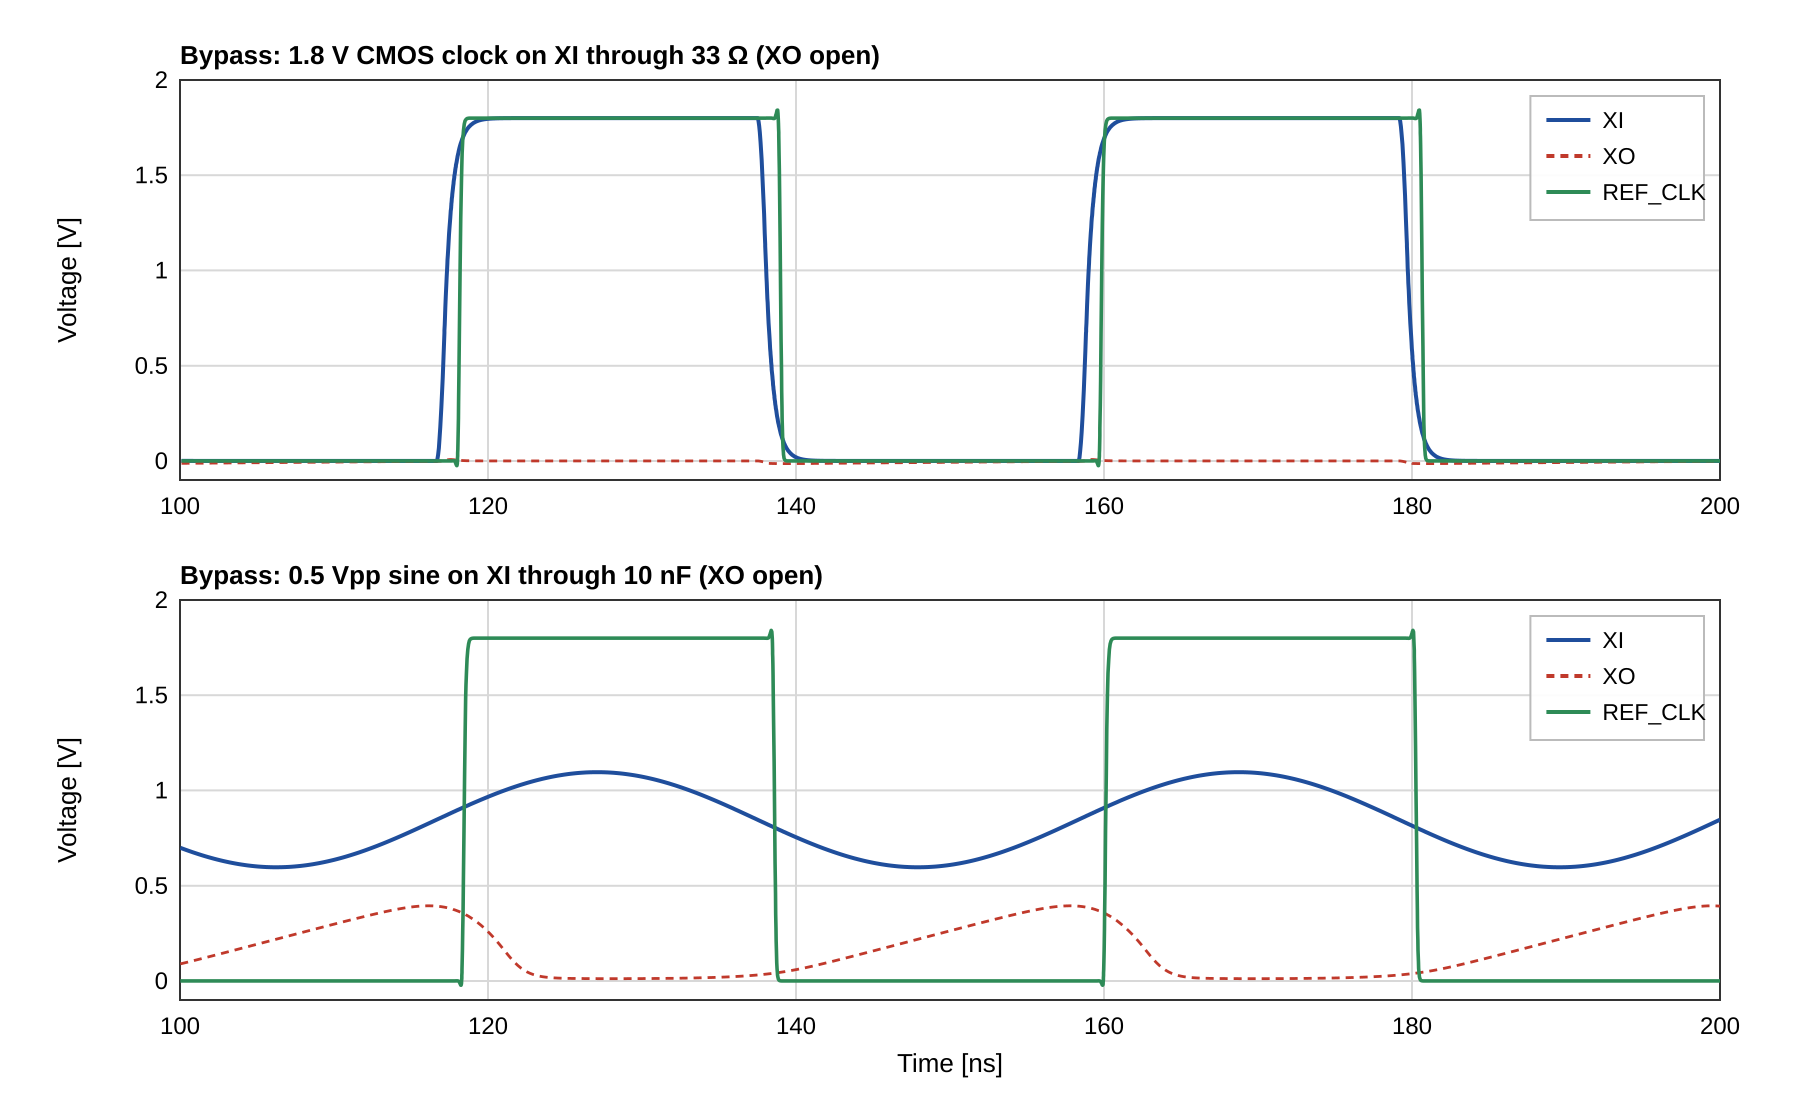 Bypass: 1.8 V CMOS clock on XI through 33 Ω (XO open)
2
1.5
1
0.5
0
Voltage [V]
XI
XO
REF_CLK
100 120 140 160 180 200
Bypass: 0.5 Vpp sine on XI through 10 nF (XO open)
2
1.5
1
0.5
0
Voltage [V]
XI
XO
REF_CLK
100 120 140 160 180 200
Time [ns]